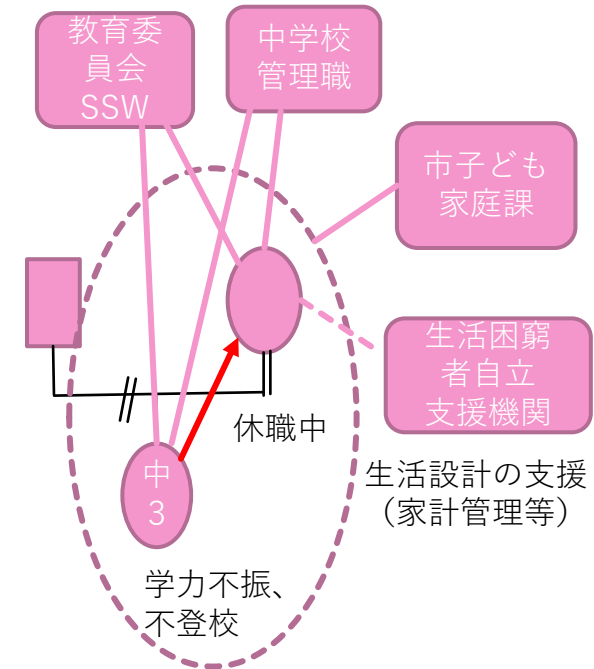 教育委
員会
SSW
中学校
管理職
市子ども
家庭課
生活困窮
者自立
支援機関
休職中
生活設計の支援
（家計管理等）
中
3
学力不振、
不登校